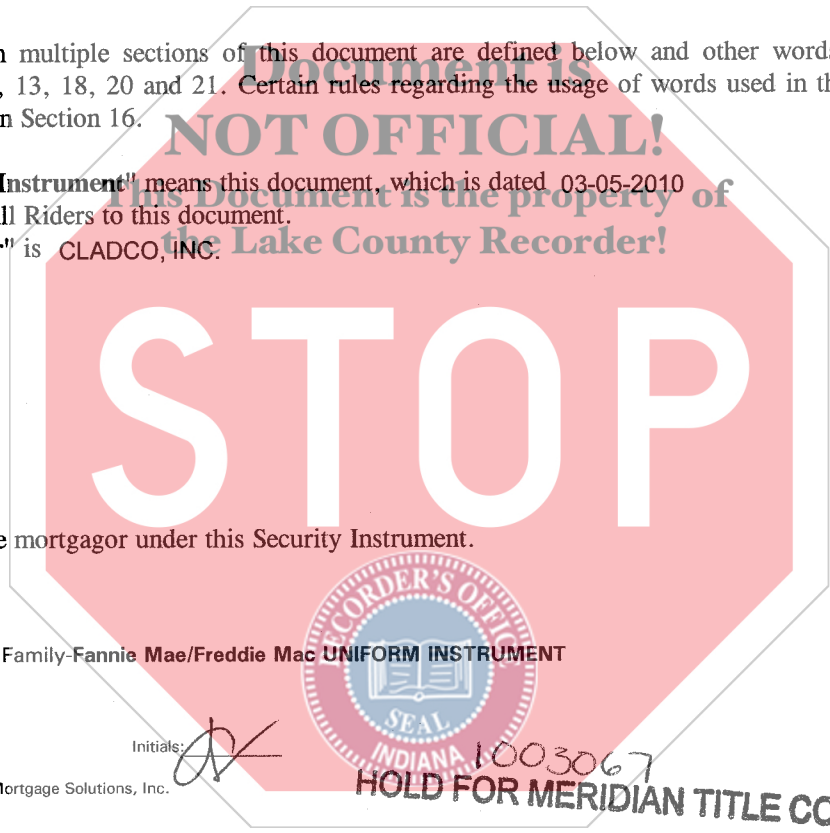 multiple sections of this document are defined below and other words
Document is
, 13, 18, 20 and 21. Certain rules regarding the usage of words used in
n Section 16.
NOT OFFICIAL!
Instrument" means this document, which is dated 03-05-2010
This Document is the property of
ll Riders to this document.
the Lake County Recorder!
" is CLADCO, INC.
STOP
e mortgagor under this Security Instrument.
RECORDER'S OFFICE
Family-Fannie Mae/Freddie Mac UNIFORM INSTRUMENT
SEAL
INDIANA
Initials:
1003067
Mortgage Solutions, Inc.
HOLD FOR MERIDIAN TITLE CO